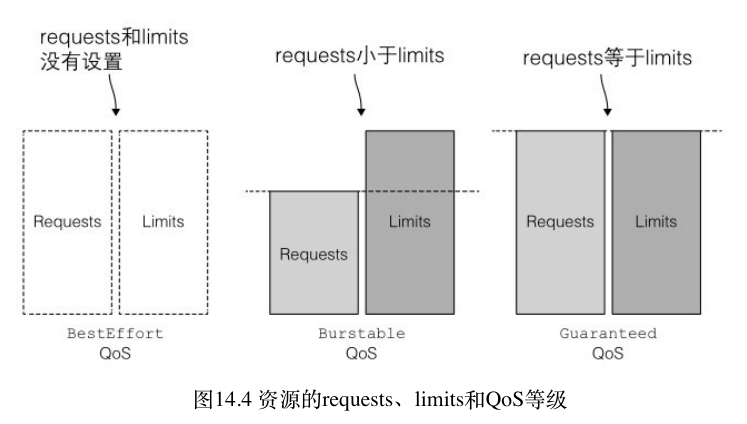 requests和limits
没有设置
requests小于limits
requests等于limits
Requests
Limits
Requests
Limits
Requests
Limits
BestEffort
QoS
Burstable
QoS
Guaranteed
QoS
图14.4 资源的requests、limits和QoS等级